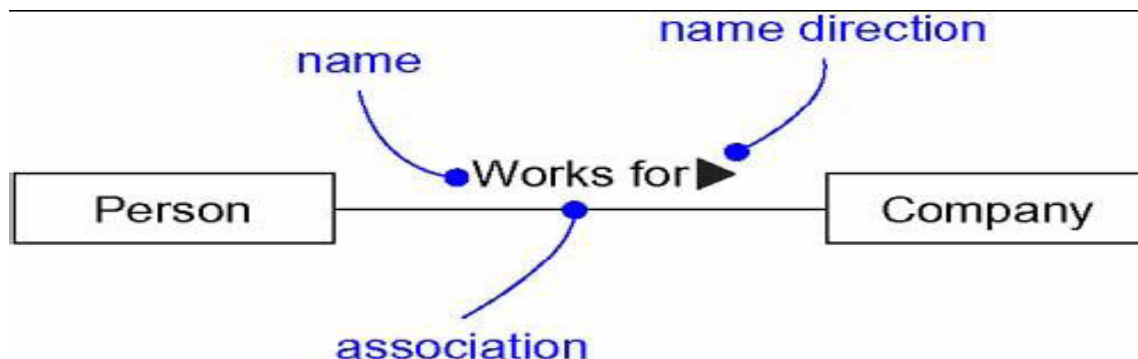 name direction
name
Works for
Person
Company
association